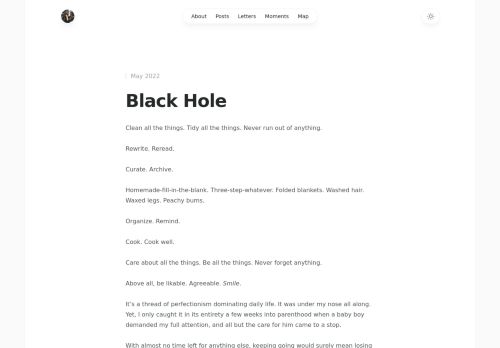 About Posts Letters Moments Map
May 2022
Black Hole
Clean all the things. Tidy all the things. Never run out of anything.
Rewrite. Reread.
Curate. Archive.
Homemade-fill-in-the-blank. Three-step-whatever. Folded blankets. Washed hair.
Waxed legs. Peachy bums.
Organize. Remind.
Cook. Cook well.
Care about all the things. Be all the things. Never forget anything.
Above all, be likable. Agreeable. Smile.
It's a thread of perfectionism dominating daily life. It was under my nose all along.
Yet, I only caught it in its entirety a few weeks into parenthood when a baby boy
demanded my full attention, and all but the care for him came to a stop.
With almost no time left for anything else, keeping going would surely mean losing